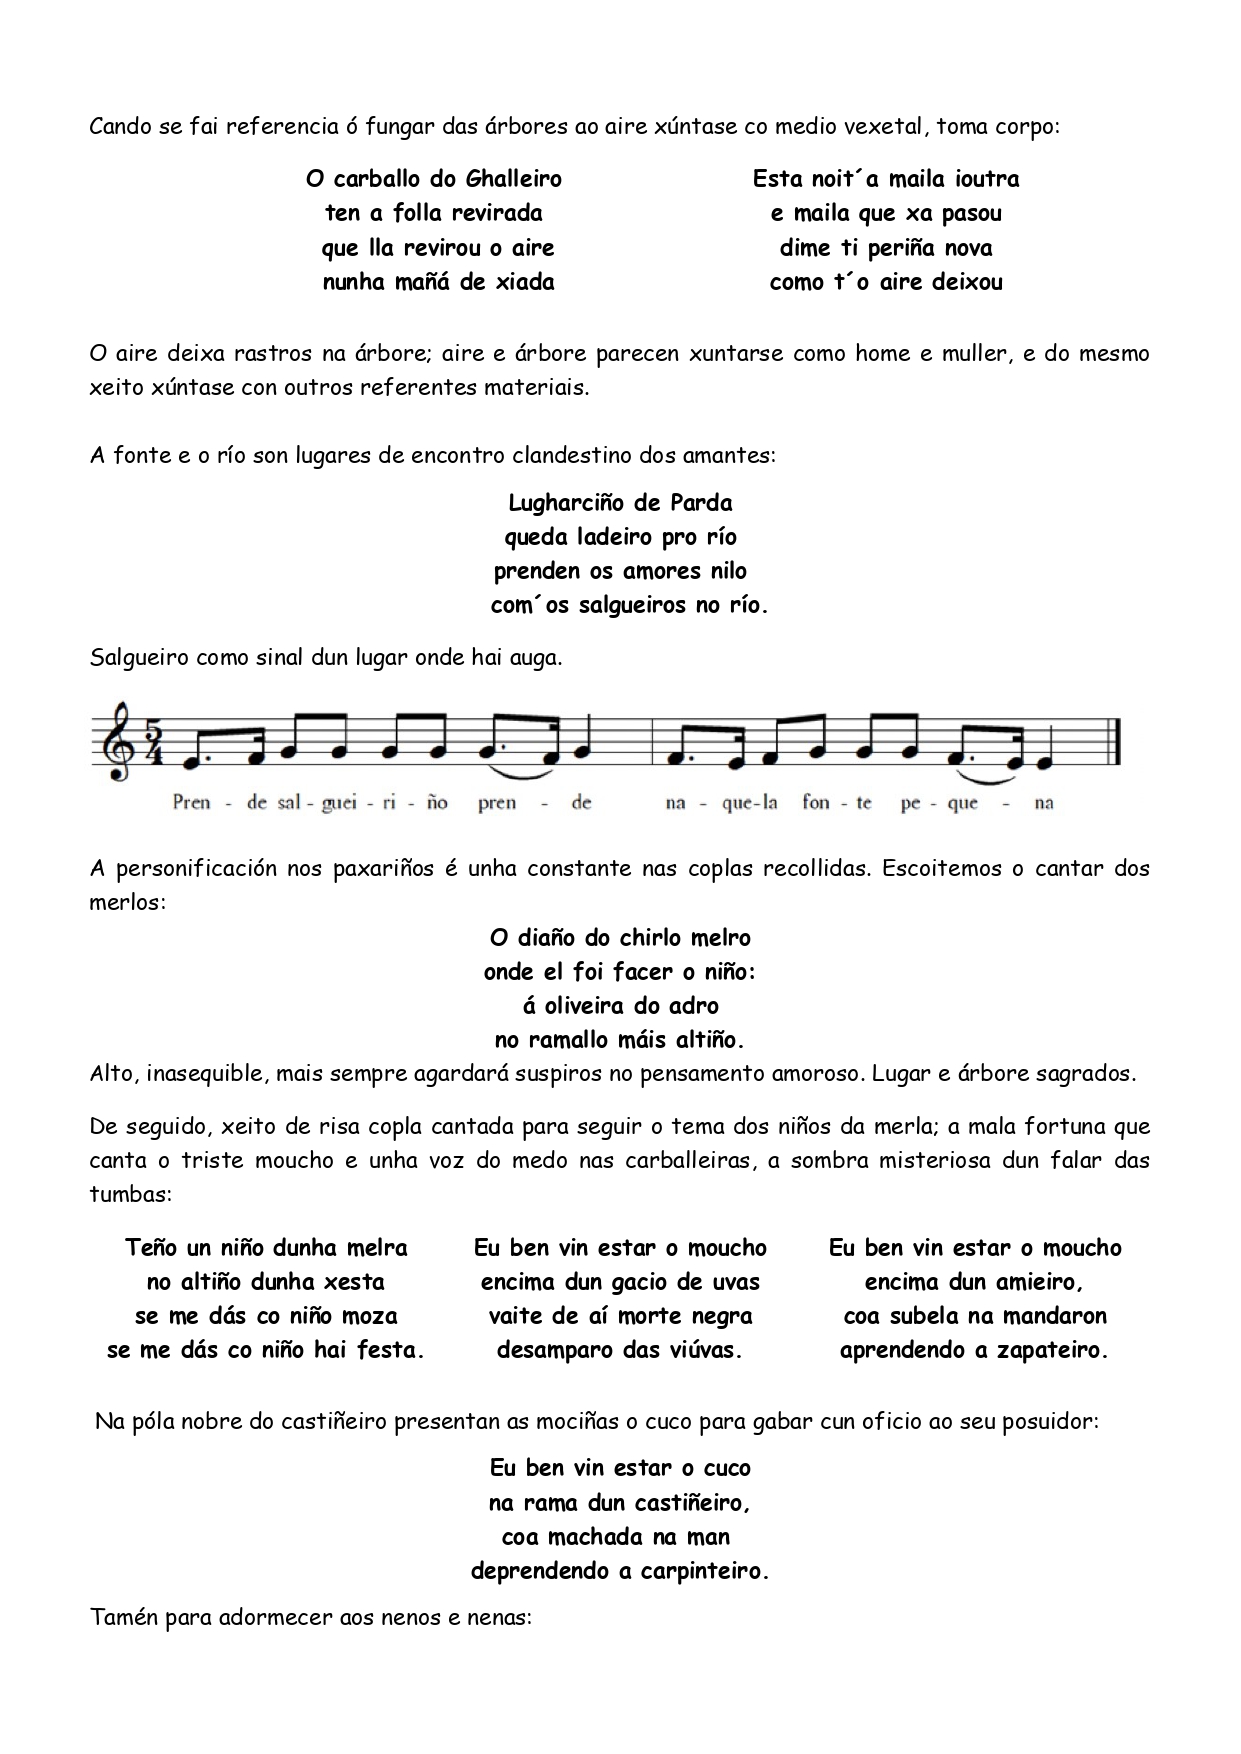 Cando se fai referencia ó fungar das árbores ao aire xúntase co medio vexetal, toma corpo:
O carballo do Ghalleiro
ten a folla revirada
que lla revirou o aire
nunha mañá de xiada
Esta noit´a maila ioutra
e maila que xa pasou
dime ti periña nova
como t´o aire deixou
O aire deixa rastros na árbore; aire e árbore parecen xuntarse como home e muller, e do mesmo
xeito xúntase con outros referentes materiais.
A fonte e o río son lugares de encontro clandestino dos amantes:
Lugharciño de Parda
queda ladeiro pro río
prenden os amores nilo
com´os salgueiros no río.
Salgueiro como sinal dun lugar onde hai auga.
5
4
Pren - de sal - guei - ri - ño pren - de na - que-la fon - te pe - que - na
A personificación nos paxariños é unha constante nas coplas recollidas. Escoitemos o cantar dos
merlos:
O diaño do chirlo melro
onde el foi facer o niño:
á oliveira do adro
no ramallo máis altiño.
Alto, inasequible, mais sempre agardará suspiros no pensamento amoroso. Lugar e árbore sagrados.
De seguido, xeito de risa copla cantada para seguir o tema dos niños da merla; a mala fortuna que
canta o triste moucho e unha voz do medo nas carballeiras, a sombra misteriosa dun falar das
tumbas:
Teño un niño dunha melra
no altiño dunha xesta
se me dás co niño moza
se me dás co niño hai festa.
Eu ben vin estar o moucho
encima dun gacio de uvas
vaite de aí morte negra
desamparo das viúvas.
Eu ben vin estar o moucho
encima dun amieiro,
coa subela na mandaron
aprendendo a zapateiro.
Na póla nobre do castiñeiro presentan as mociñas o cuco para gabar cun oficio ao seu posuidor:
Eu ben vin estar o cuco
na rama dun castiñeiro,
coa machada na man
deprendendo a carpinteiro.
Tamén para adormecer aos nenos e nenas: